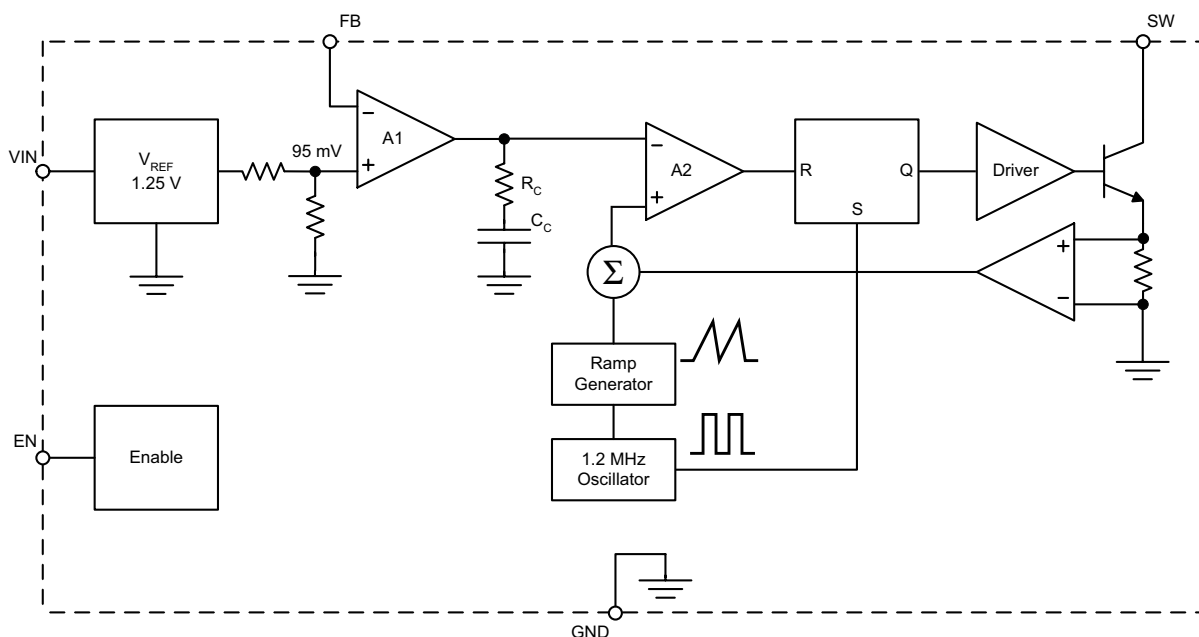 FB
SW
VIN
V_REF
1.25 V
95 mV
−
+
A1
R_C
C_C
−
+
A2
R
Q
S
Driver
+
−
Σ
Ramp
Generator
EN
Enable
1.2 MHz
Oscillator
GND